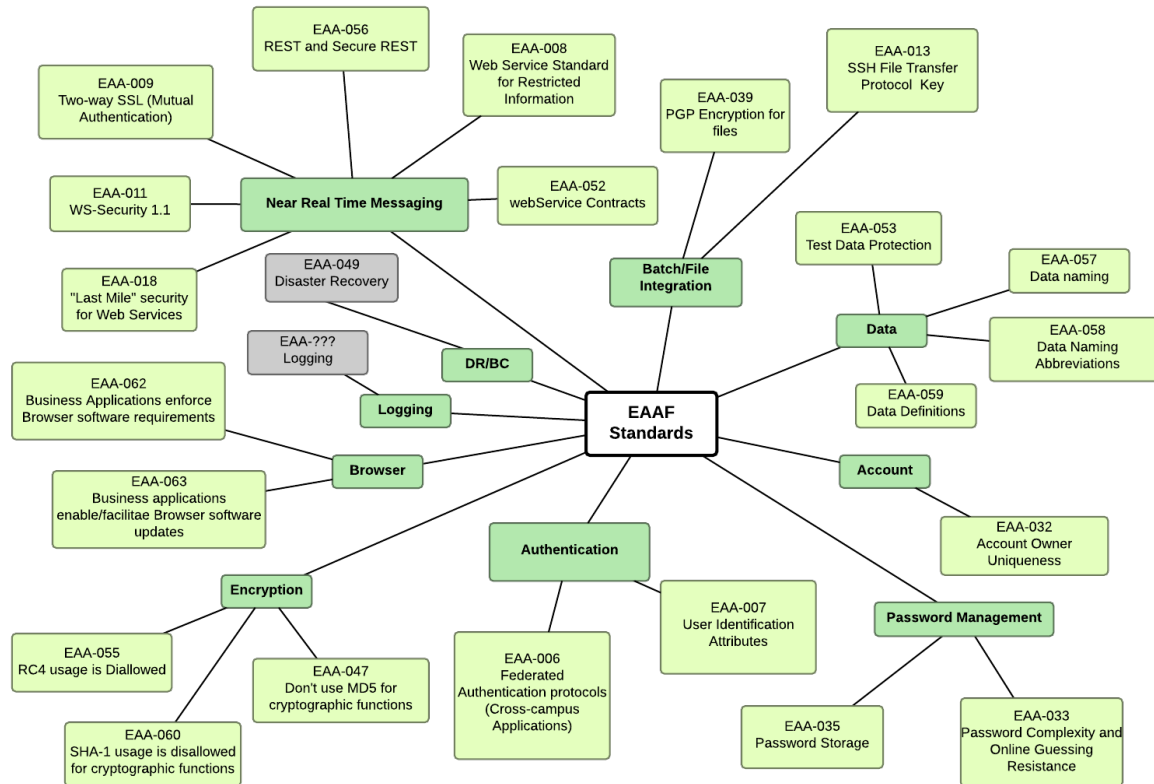 EAA-056
REST and Secure REST
EAA-008
Web Service Standard
for Restricted
Information
EAA-013
SSH File Transfer
Protocol  Key
EAA-009
Two-way SSL (Mutual
Authentication)
EAA-039
PGP Encryption for
files
EAA-011
WS-Security 1.1
Near Real Time Messaging
EAA-052
webService Contracts
EAA-053
Test Data Protection
EAA-057
Data naming
EAA-018
"Last Mile" security
for Web Services
EAA-049
Disaster Recovery
Batch/File
Integration
Data
EAA-058
Data Naming
Abbreviations
EAA-???
Logging
DR/BC
EAA-059
Data Definitions
EAA-062
Business Applications enforce
Browser software requirements
Logging
EAAF
Standards
Browser
Account
EAA-063
Business applications
enable/facilitae Browser software
updates
EAA-032
Account Owner
Uniqueness
Authentication
Encryption
EAA-007
User Identification
Attributes
Password Management
EAA-055
RC4 usage is Diallowed
EAA-047
Don't use MD5 for
cryptographic functions
EAA-006
Federated
Authentication protocols
(Cross-campus
Applications)
EAA-060
SHA-1 usage is disallowed
for cryptographic functions
EAA-035
Password Storage
EAA-033
Password Complexity and
Online Guessing
Resistance